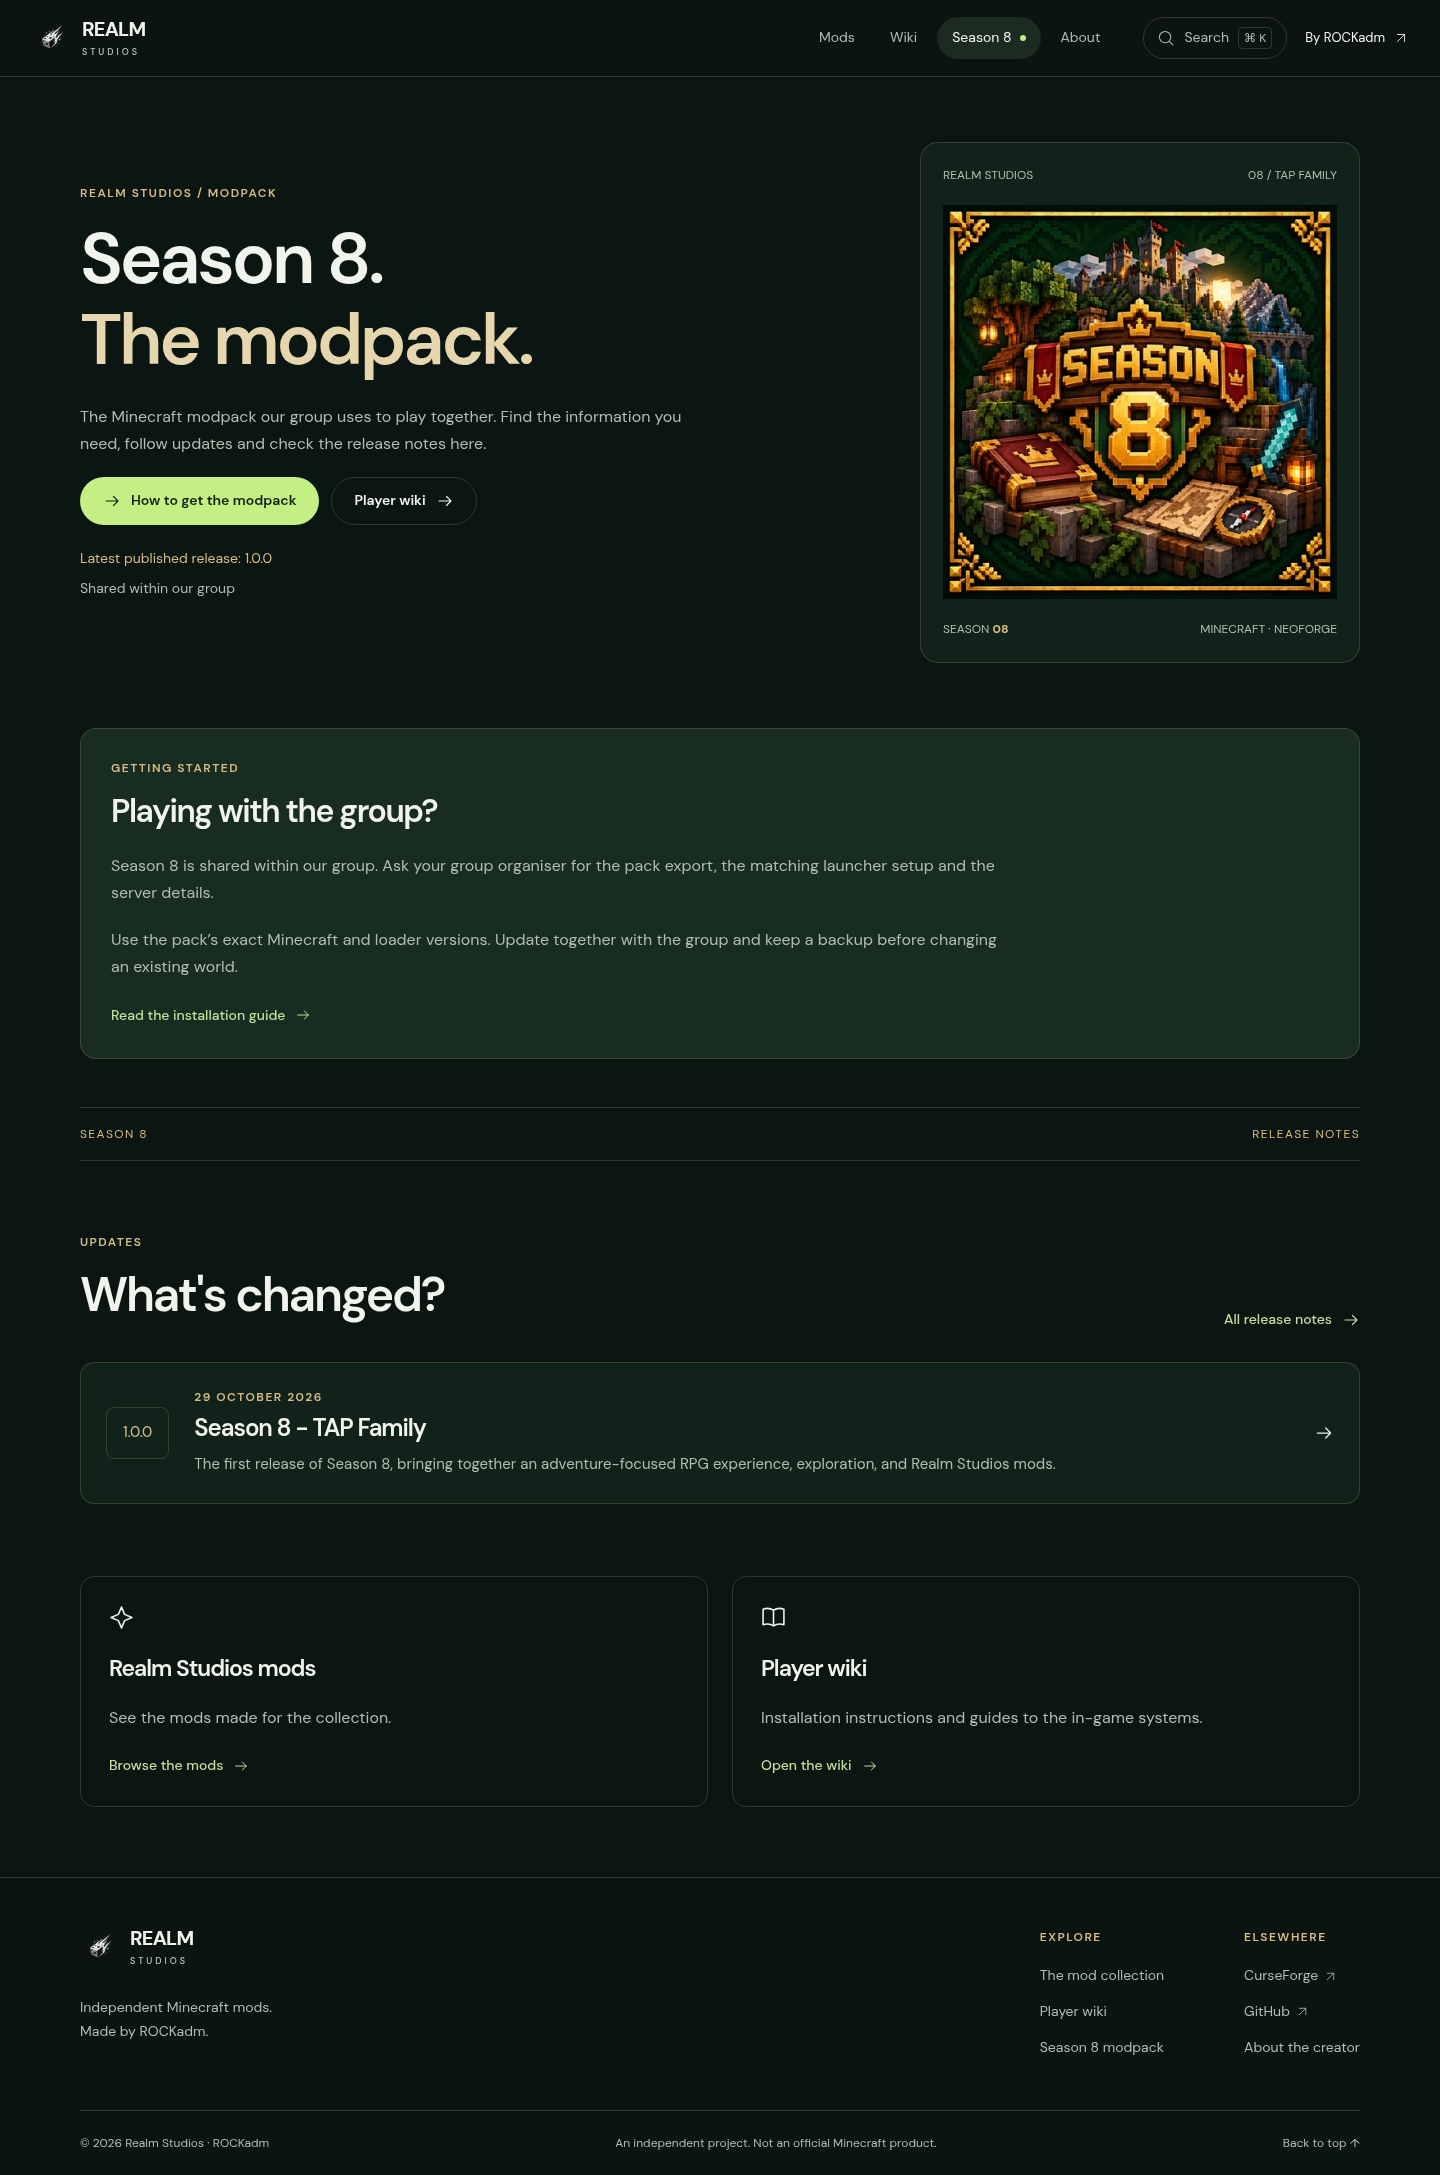 REALM
STUDIOS
Mods
Wiki
Season 8
About
Search
⌘ K
By ROCKadm
REALM STUDIOS / MODPACK
Season 8.
The modpack.
The Minecraft modpack our group uses to play together. Find the information you
need, follow updates and check the release notes here.
How to get the modpack
Player wiki
Latest published release: 1.0.0
Shared within our group
REALM STUDIOS
08 / TAP FAMILY
SEASON
8
SEASON 08
MINECRAFT · NEOFORGE
GETTING STARTED
Playing with the group?
Season 8 is shared within our group. Ask your group organiser for the pack export, the matching launcher setup and the
server details.
Use the pack’s exact Minecraft and loader versions. Update together with the group and keep a backup before changing
an existing world.
Read the installation guide
SEASON 8
RELEASE NOTES
UPDATES
What's changed?
All release notes
1.0.0
29 OCTOBER 2026
Season 8 - TAP Family
The first release of Season 8, bringing together an adventure-focused RPG experience, exploration, and Realm Studios mods.
Realm Studios mods
See the mods made for the collection.
Browse the mods
Player wiki
Installation instructions and guides to the in-game systems.
Open the wiki
REALM
STUDIOS
Independent Minecraft mods.
Made by ROCKadm.
EXPLORE
The mod collection
Player wiki
Season 8 modpack
ELSEWHERE
CurseForge
GitHub
About the creator
© 2026 Realm Studios · ROCKadm
An independent project. Not an official Minecraft product.
Back to top ↑